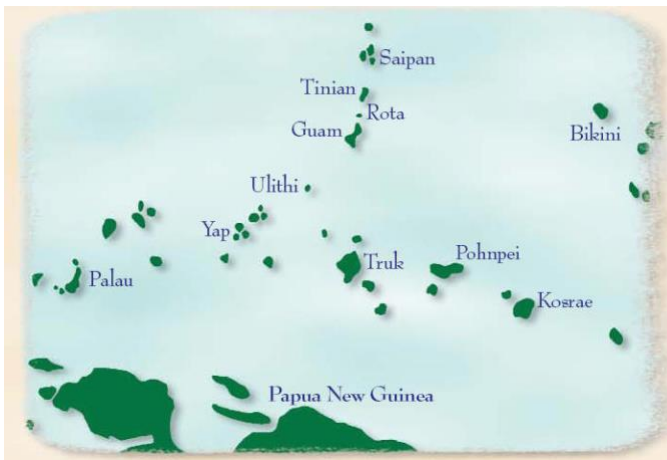 Saipan
Tinian
Rota
Guam
Bikini
Ulithi
Yap
Pohnpei
Truk
Palau
Kosrae
Papua New Guinea